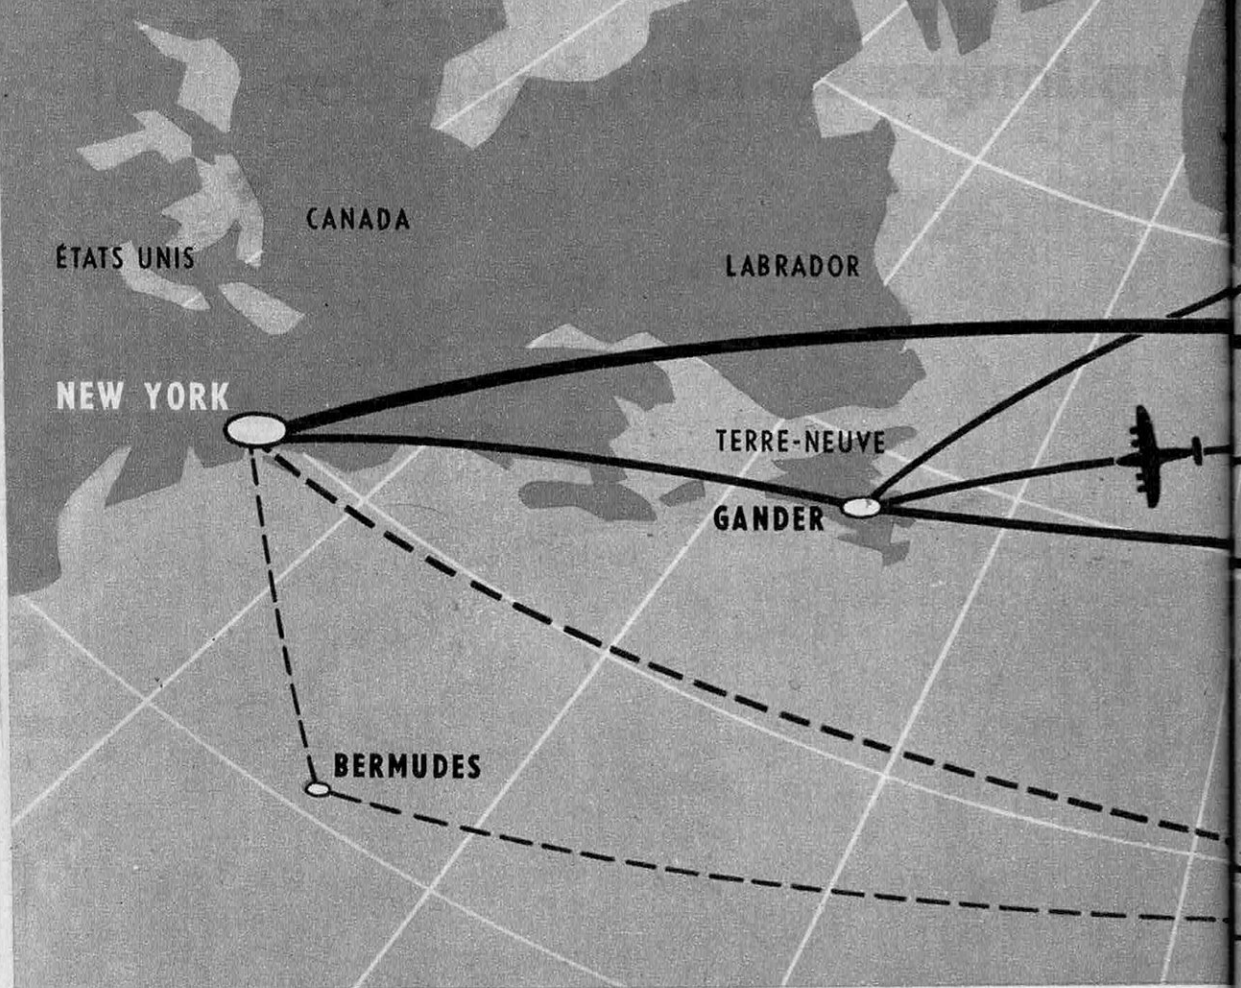 CANADA
ÉTATS UNIS
LABRADOR
NEW YORK
TERRE-NEUVE
GANDER
BERMUDES